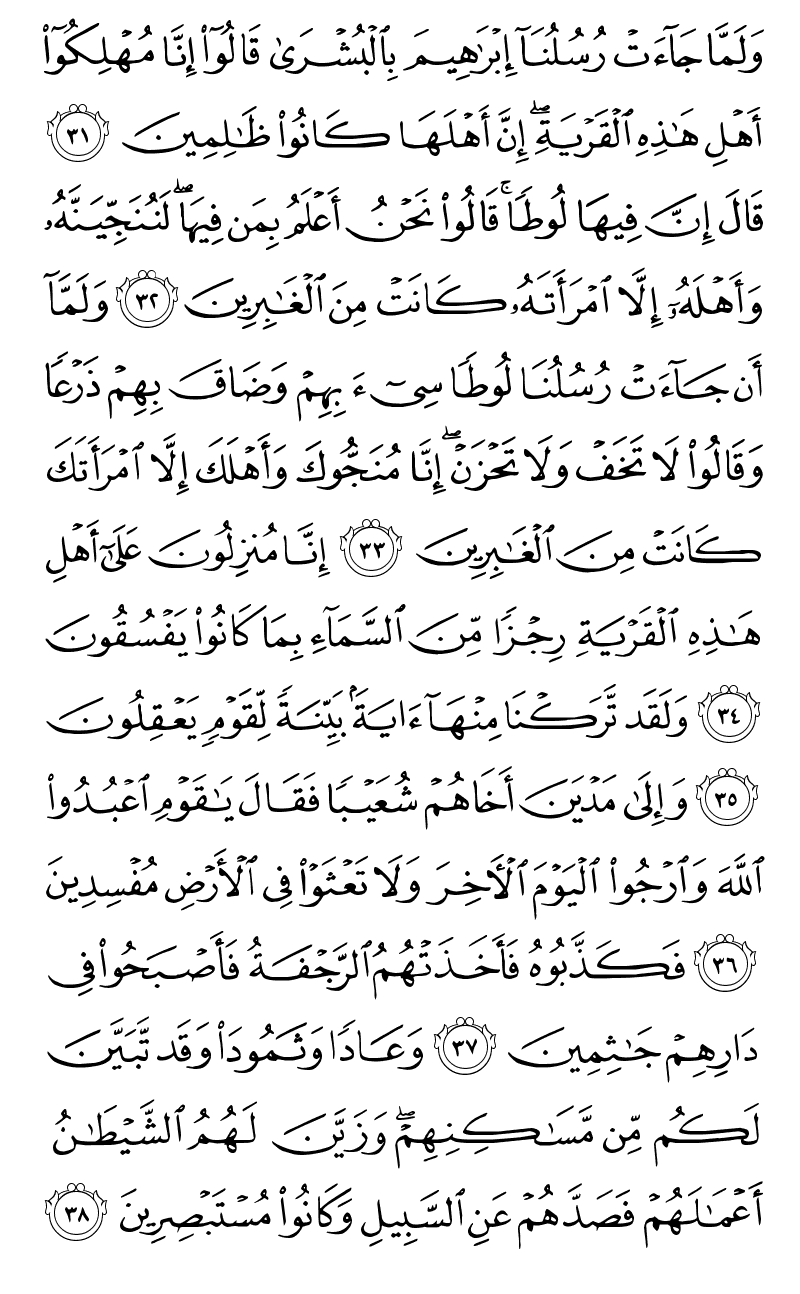 وَلَمَّا جَآءَتۡ رُسُلُنَآ إِبۡرَٰهِيمَ بِٱلۡبُشۡرَىٰ قَالُوٓاْ إِنَّا مُهۡلِكُوٓاْ
أَهۡلِ هَٰذِهِ ٱلۡقَرۡيَةِۖ إِنَّ أَهۡلَهَا كَانُواْ ظَٰلِمِينَ ٣١
قَالَ إِنَّ فِيهَا لُوطٗاۚ قَالُواْ نَحۡنُ أَعۡلَمُ بِمَن فِيهَاۖ لَنُنَجِّيَنَّهُۥ
وَأَهۡلَهُۥٓ إِلَّا ٱمۡرَأَتَهُۥ كَانَتۡ مِنَ ٱلۡغَٰبِرِينَ ٣٢ وَلَمَّآ
أَن جَآءَتۡ رُسُلُنَا لُوطٗا سِيٓءَ بِهِمۡ وَضَاقَ بِهِمۡ ذَرۡعٗا
وَقَالُواْ لَا تَخَفۡ وَلَا تَحۡزَنۡ إِنَّا مُنَجُّوكَ وَأَهۡلَكَ إِلَّا ٱمۡرَأَتَكَ
كَانَتۡ مِنَ ٱلۡغَٰبِرِينَ ٣٣ إِنَّا مُنزِلُونَ عَلَىٰٓ أَهۡلِ
هَٰذِهِ ٱلۡقَرۡيَةِ رِجۡزٗا مِّنَ ٱلسَّمَآءِ بِمَا كَانُواْ يَفۡسُقُونَ
٣٤ وَلَقَد تَّرَكۡنَا مِنۡهَآ ءَايَةَۢ بَيِّنَةٗ لِّقَوۡمٖ يَعۡقِلُونَ
٣٥ وَإِلَىٰ مَدۡيَنَ أَخَاهُمۡ شُعَيۡبٗا فَقَالَ يَٰقَوۡمِ ٱعۡبُدُواْ
ٱللَّهَ وَٱرۡجُواْ ٱلۡيَوۡمَ ٱلۡأٓخِرَ وَلَا تَعۡثَوۡاْ فِي ٱلۡأَرۡضِ مُفۡسِدِينَ
٣٦ فَكَذَّبُوهُ فَأَخَذَتۡهُمُ ٱلرَّجۡفَةُ فَأَصۡبَحُواْ فِي
دَارِهِمۡ جَٰثِمِينَ ٣٧ وَعَادٗا وَثَمُودَاْ وَقَد تَّبَيَّنَ
لَكُم مِّن مَّسَٰكِنِهِمۡۖ وَزَيَّنَ لَهُمُ ٱلشَّيۡطَٰنُ
أَعۡمَٰلَهُمۡ فَصَدَّهُمۡ عَنِ ٱلسَّبِيلِ وَكَانُواْ مُسۡتَبۡصِرِينَ ٣٨